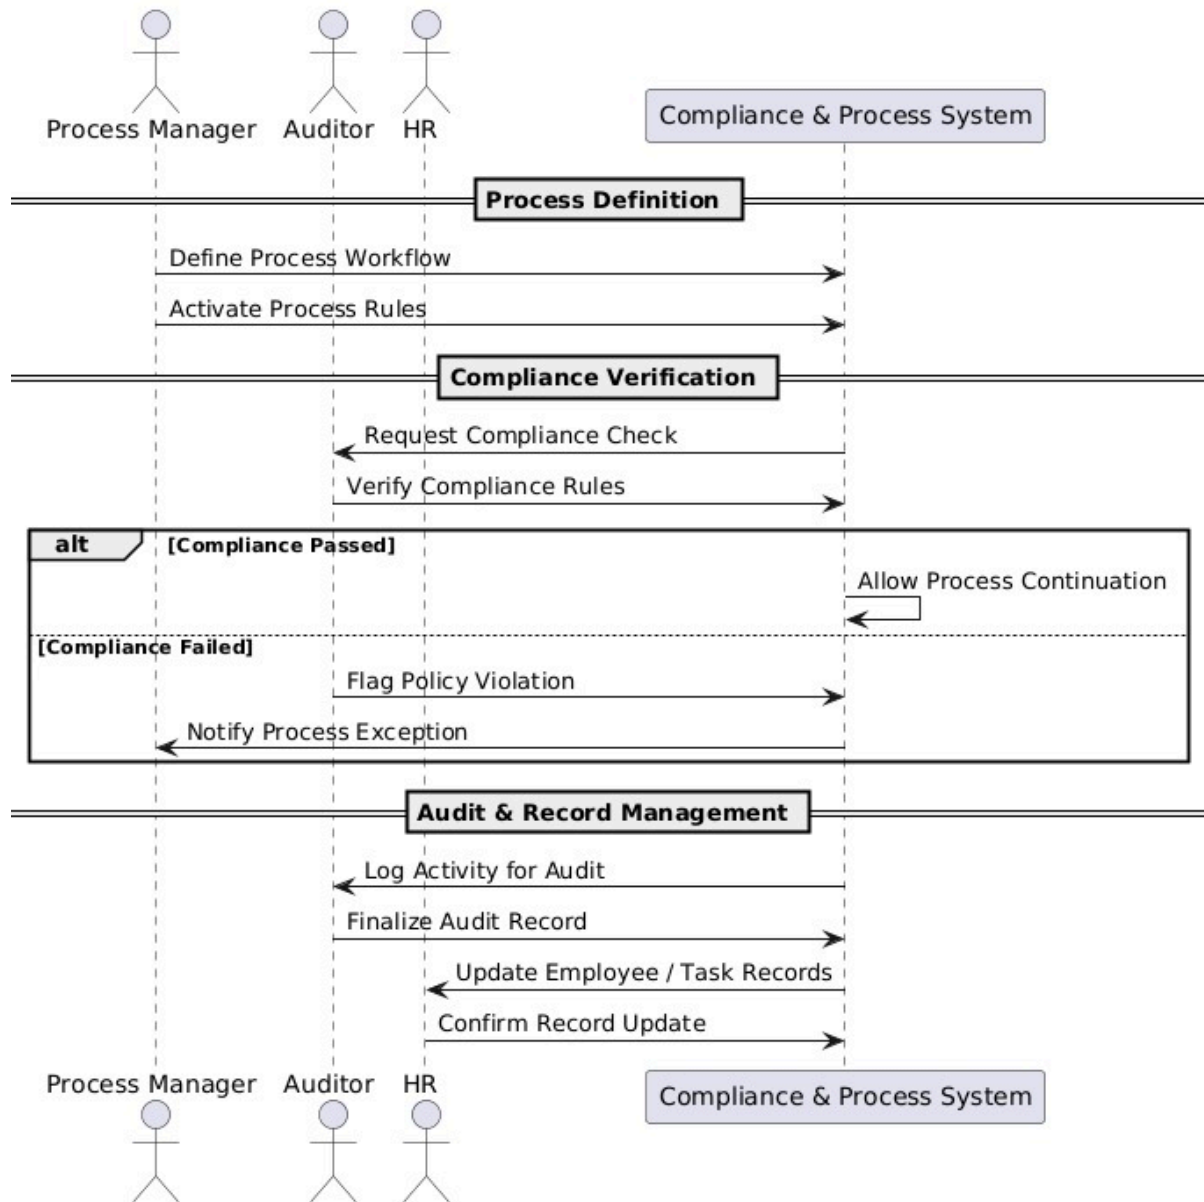 Process Manager Auditor HR Compliance & Process System
Process Definition
Define Process Workflow
Activate Process Rules
Compliance Verification
Request Compliance Check
Verify Compliance Rules
alt [Compliance Passed]
Allow Process Continuation
[Compliance Failed]
Flag Policy Violation
Notify Process Exception
Audit & Record Management
Log Activity for Audit
Finalize Audit Record
Update Employee / Task Records
Confirm Record Update
Process Manager Auditor HR Compliance & Process System